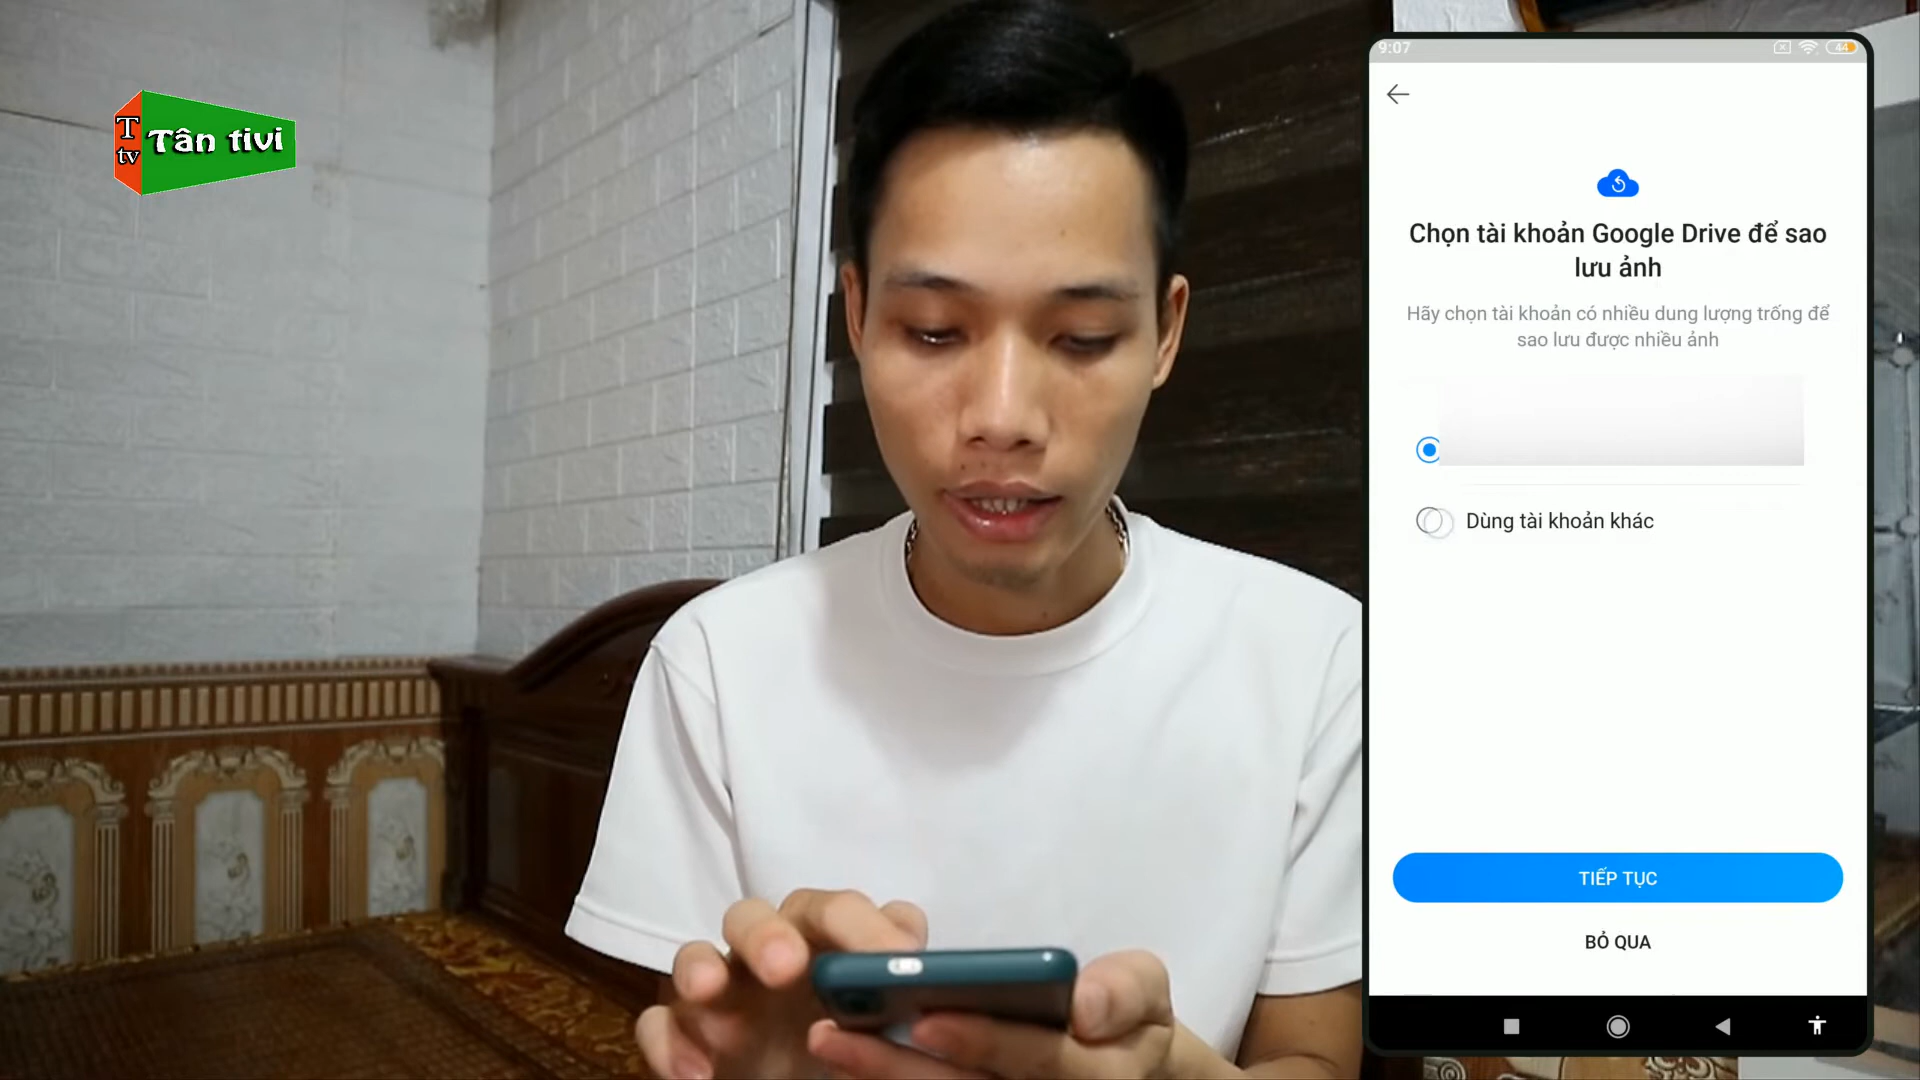 T
tv
Tân tivi
9:07
44
Chọn tài khoản Google Drive để sao
lưu ảnh
Hãy chọn tài khoản có nhiều dung lượng trống để
sao lưu được nhiều ảnh
Dùng tài khoản khác
TIẾP TỤC
BỎ QUA